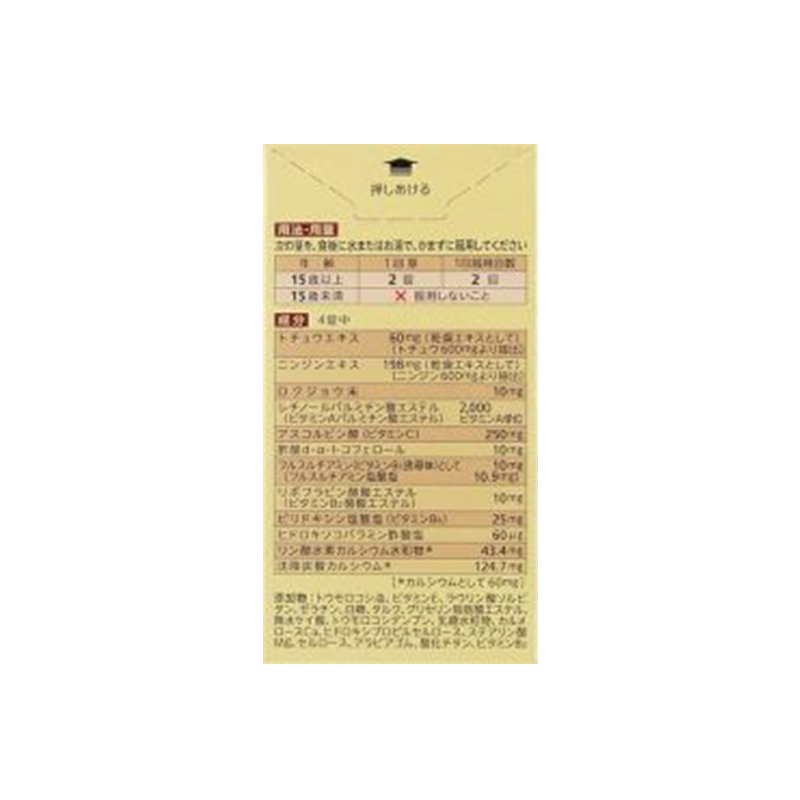 押しあける
用法・用量
次の量を、食後に水またはお湯で、かまずに服用してください
年 齢 1回量 1日服用回数
15歳以上 2錠 2回
15歳未満 × 服用しないこと
成分 4錠中
トチュウエキス 60mg(乾燥エキスとして)
(トチュウ600mgより抽出)
ニンジンエキス 198mg(乾燥エキスとして)
(ニンジン600mgより抽出)
ロクジョウ末 10mg
レチノールパルミチン酸エステル 2,000
(ビタミンAパルミチン酸エステル) ビタミンA単位
アスコルビン酸(ビタミンC) 250mg
酢酸d-α-トコフェロール 10mg
フルスルチアミン(ビタミンB₁誘導体)として 10mg
(フルスルチアミン塩酸塩 10.9mg)
リボフラビン酪酸エステル
(ビタミンB₂酪酸エステル) 10mg
ピリドキシン塩酸塩(ビタミンB₆) 25mg
ヒドロキソコバラミン酢酸塩 60μg
リン酸水素カルシウム水和物* 43.4mg
沈降炭酸カルシウム* 124.7mg
(*カルシウムとして60mg)
添加物:トウモロコシ油、ビタミンE、ラウリン酸ソルビ
タン、ゼラチン、白糖、タルク、グリセリン脂肪酸エステル、
無水ケイ酸、トウモロコシデンプン、乳糖水和物、カルメ
ロースCa、ヒドロキシプロピルセルロース、ステアリン酸
Mg、セルロース、アラビアゴム、酸化チタン、ビタミンB₂